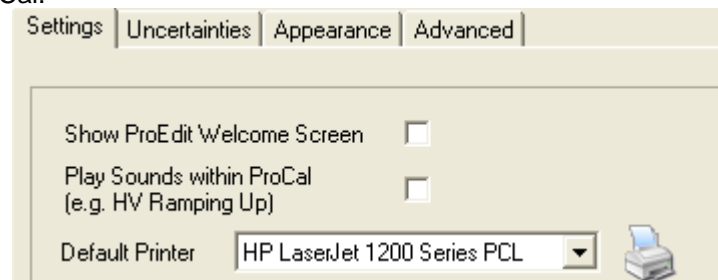 Cal.
Settings Uncertainties Appearance Advanced
Show ProEdit Welcome Screen
Play Sounds within ProCal
(e.g. HV Ramping Up)
Default Printer HP LaserJet 1200 Series PCL